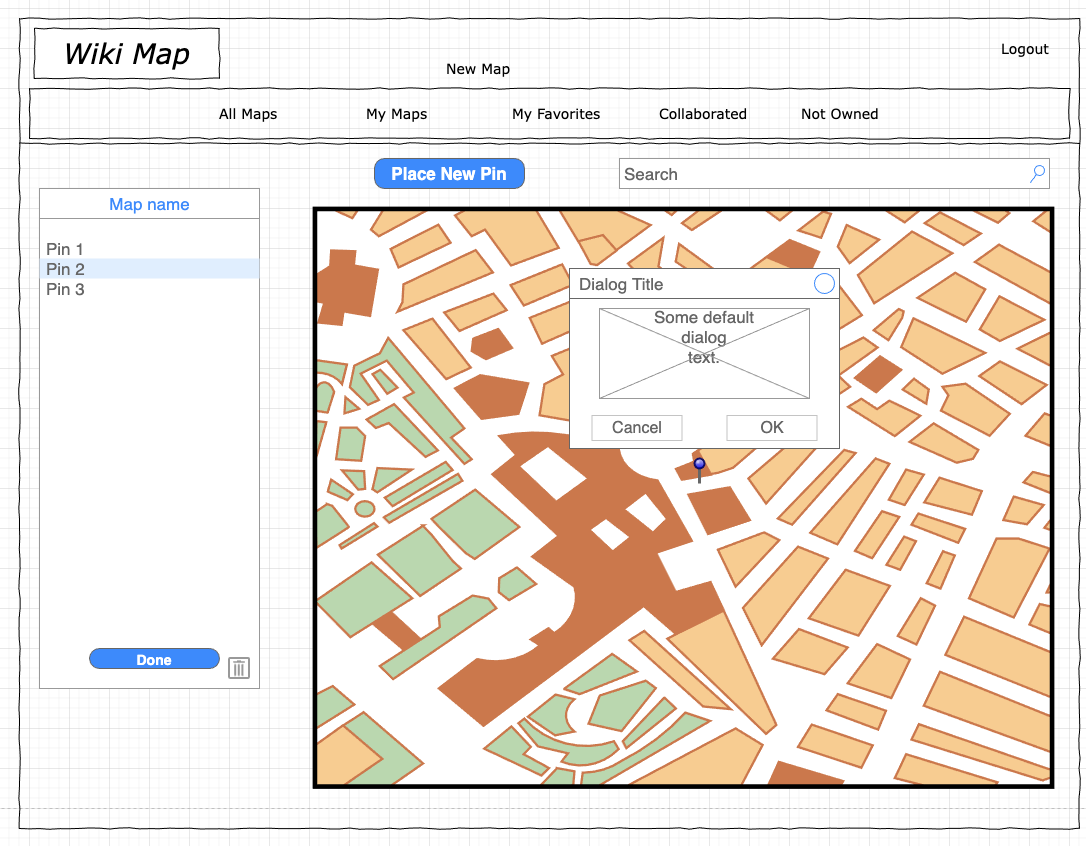 Wiki Map
Logout
New Map
All Maps
My Maps
My Favorites
Collaborated
Not Owned
Place New Pin
Search
Map name
Pin 1
Pin 2
Pin 3
Done
Dialog Title
Some default
dialog
text.
Cancel
OK